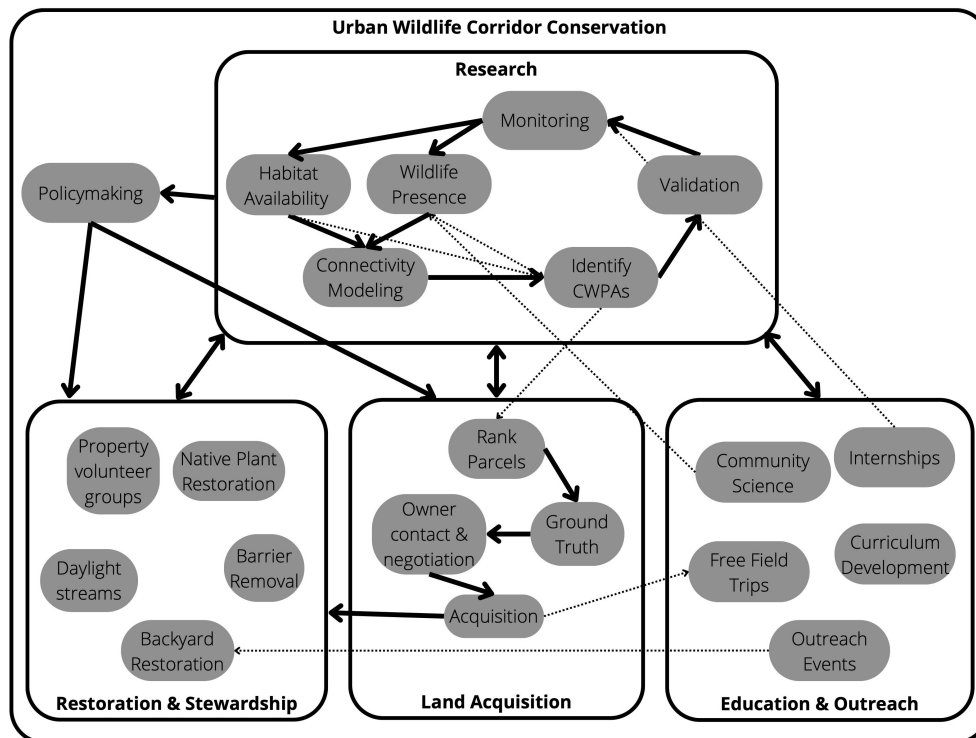 Urban Wildlife Corridor Conservation
Research
Monitoring
Habitat
Availability
Wildlife
Presence
Validation
Policymaking
Connectivity
Modeling
Identify
CWPAs
Property
volunteer
groups
Native Plant
Restoration
Daylight
streams
Barrier
Removal
Backyard
Restoration
Restoration & Stewardship
Rank
Parcels
Owner
contact &
negotiation
Ground
Truth
Acquisition
Land Acquisition
Community
Science
Internships
Free Field
Trips
Curriculum
Development
Outreach
Events
Education & Outreach